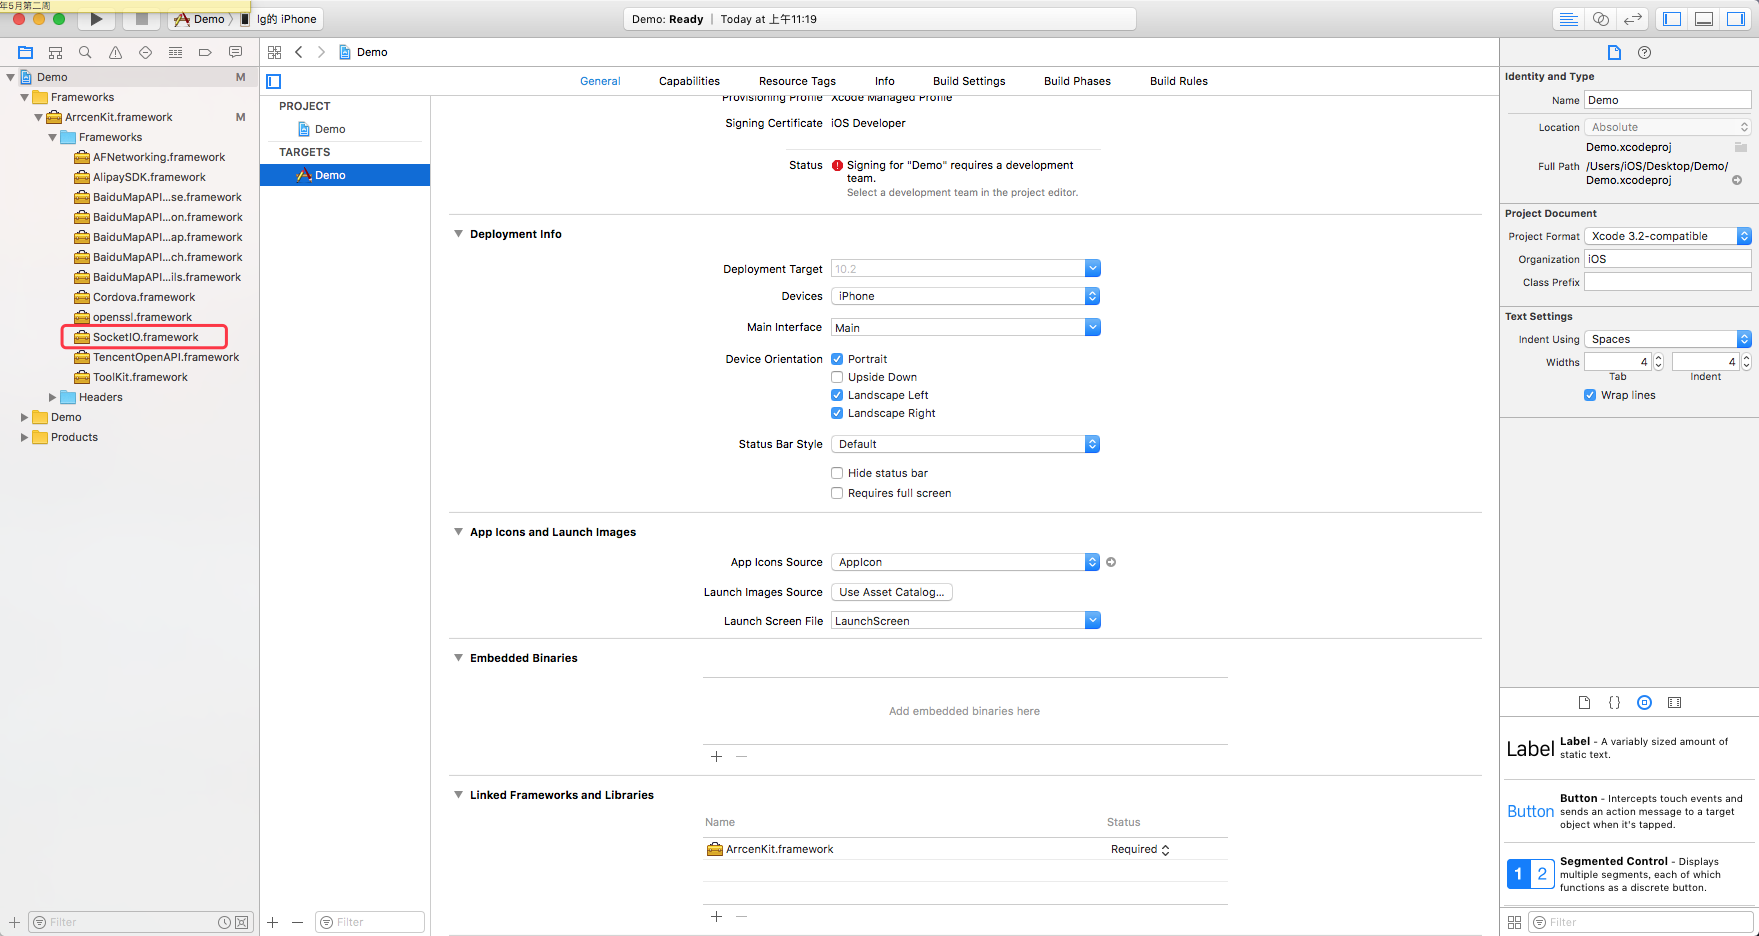 年5月第二周
Demo
lg的 iPhone
Demo: Ready | Today at 上午11:19
Demo
Demo M
Frameworks
ArrcenKit.framework M
Frameworks
AFNetworking.framework
AlipaySDK.framework
BaiduMapAPI...se.framework
BaiduMapAPI...on.framework
BaiduMapAPI...ap.framework
BaiduMapAPI...ch.framework
BaiduMapAPI...ils.framework
Cordova.framework
openssl.framework
SocketIO.framework
TencentOpenAPI.framework
ToolKit.framework
Headers
Demo
Products
Filter
General Capabilities Resource Tags Info Build Settings Build Phases Build Rules
PROJECT
Demo
TARGETS
Demo
Filter
Provisioning Profile Xcode Managed Profile
Signing Certificate iOS Developer
Status Signing for "Demo" requires a development
team.
Select a development team in the project editor.
Deployment Info
Deployment Target 10.2
Devices iPhone
Main Interface Main
Device Orientation Portrait
Upside Down
Landscape Left
Landscape Right
Status Bar Style Default
Hide status bar
Requires full screen
App Icons and Launch Images
App Icons Source AppIcon
Launch Images Source Use Asset Catalog...
Launch Screen File LaunchScreen
Embedded Binaries
Add embedded binaries here
Linked Frameworks and Libraries
Name Status
ArrcenKit.framework Required
Identity and Type
Name Demo
Location Absolute
Demo.xcodeproj
Full Path /Users/iOS/Desktop/Demo/
Demo.xcodeproj
Project Document
Project Format Xcode 3.2-compatible
Organization iOS
Class Prefix
Text Settings
Indent Using Spaces
Widths 4 4
Tab Indent
Wrap lines
Label Label - A variably sized amount of
static text.
Button Button - Intercepts touch events and
sends an action message to a target
object when it's tapped.
1 2 Segmented Control - Displays
multiple segments, each of which
functions as a discrete button.
Filter